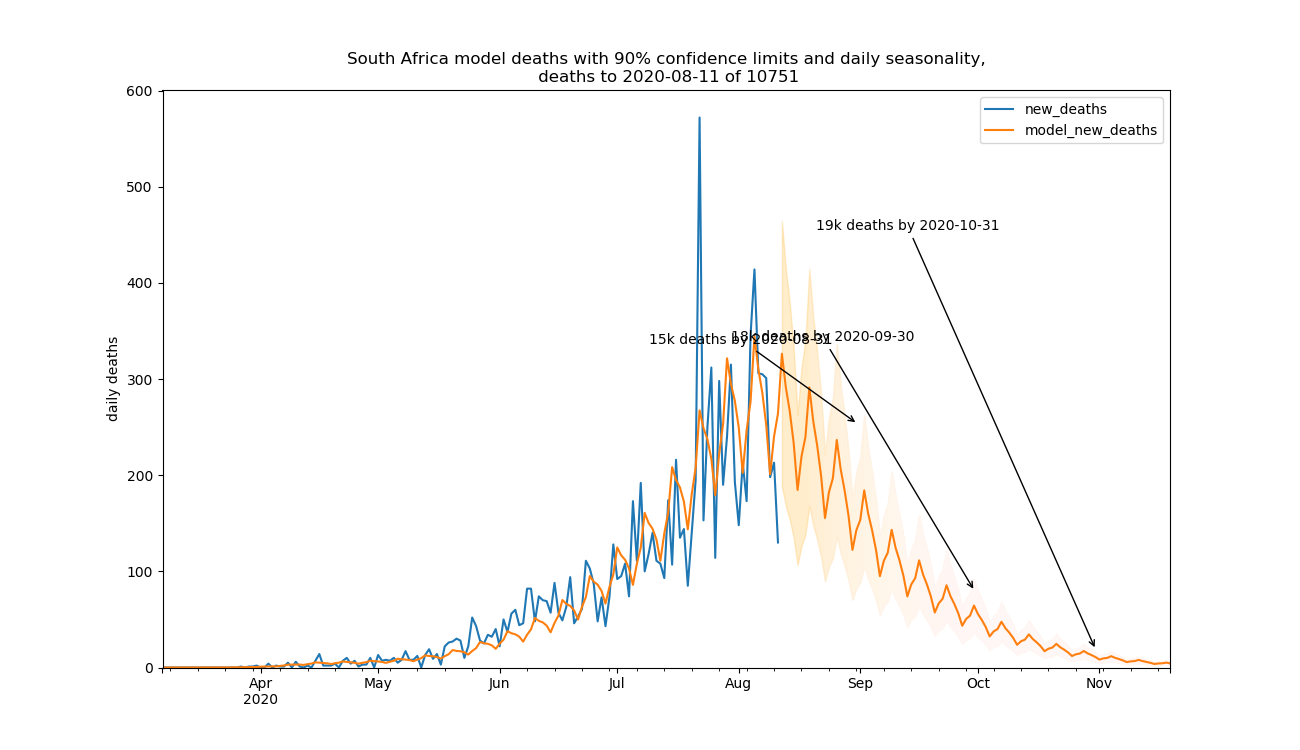 South Africa model deaths with 90% confidence limits and daily seasonality,
deaths to 2020-08-11 of 10751
600
new_deaths
model_new_deaths
500
19k deaths by 2020-10-31
400
daily deaths
15k deaths by 2020-08-31
18k deaths by 2020-09-30
300
200
100
0
Apr May Jun Jul Aug Sep Oct Nov
2020